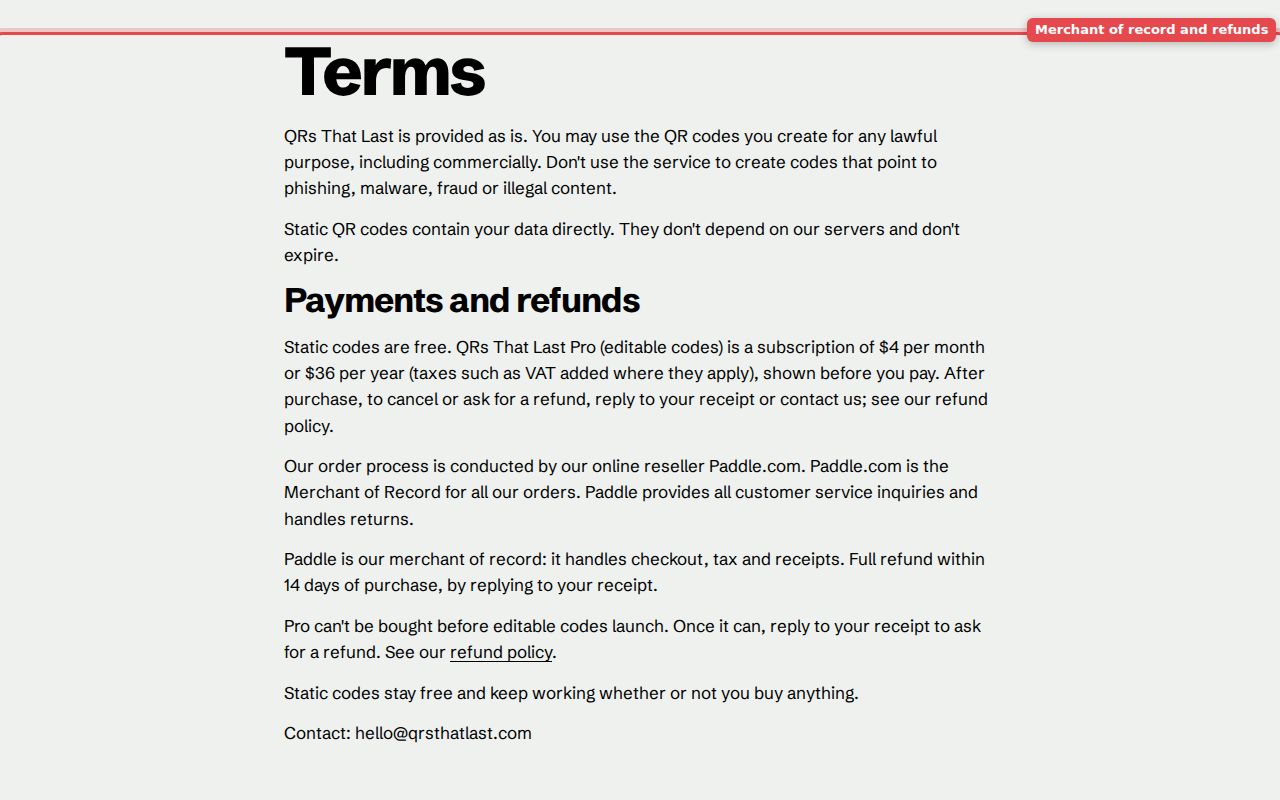 Merchant of record and refunds
Terms
QRs That Last is provided as is. You may use the QR codes you create for any lawful
purpose, including commercially. Don't use the service to create codes that point to
phishing, malware, fraud or illegal content.
Static QR codes contain your data directly. They don't depend on our servers and don't
expire.
Payments and refunds
Static codes are free. QRs That Last Pro (editable codes) is a subscription of $4 per month
or $36 per year (taxes such as VAT added where they apply), shown before you pay. After
purchase, to cancel or ask for a refund, reply to your receipt or contact us; see our refund
policy.
Our order process is conducted by our online reseller Paddle.com. Paddle.com is the
Merchant of Record for all our orders. Paddle provides all customer service inquiries and
handles returns.
Paddle is our merchant of record: it handles checkout, tax and receipts. Full refund within
14 days of purchase, by replying to your receipt.
Pro can't be bought before editable codes launch. Once it can, reply to your receipt to ask
for a refund. See our refund policy.
Static codes stay free and keep working whether or not you buy anything.
Contact: hello@qrsthatlast.com